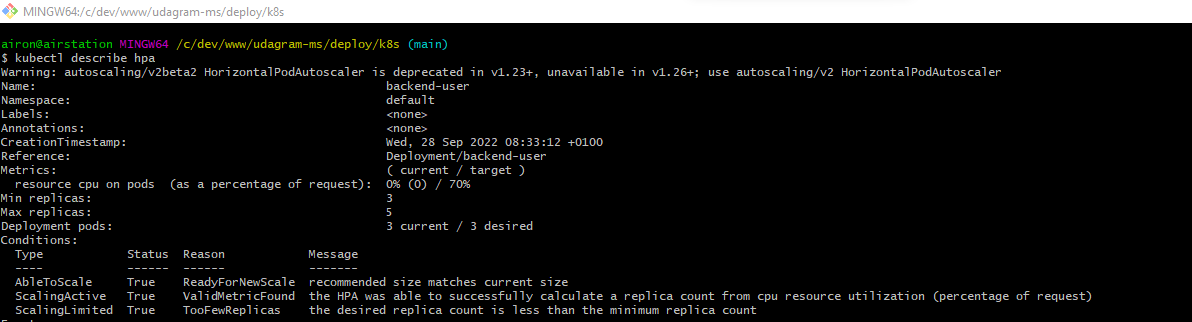 MINGW64:/c/dev/www/udagram-ms/deploy/k8s
airon@airstation MINGW64 /c/dev/www/udagram-ms/deploy/k8s (main)
$ kubectl describe hpa
Warning: autoscaling/v2beta2 HorizontalPodAutoscaler is deprecated in v1.23+, unavailable in v1.26+; use autoscaling/v2 HorizontalPodAutoscaler
Name: backend-user
Namespace: default
Labels: <none>
Annotations: <none>
CreationTimestamp: Wed, 28 Sep 2022 08:33:12 +0100
Reference: Deployment/backend-user
Metrics: ( current / target )
resource cpu on pods (as a percentage of request): 0% (0) / 70%
Min replicas: 3
Max replicas: 5
Deployment pods: 3 current / 3 desired
Conditions:
Type Status Reason Message
---- ------ ------ -------
AbleToScale True ReadyForNewScale recommended size matches current size
ScalingActive True ValidMetricFound the HPA was able to successfully calculate a replica count from cpu resource utilization (percentage of request)
ScalingLimited True TooFewReplicas the desired replica count is less than the minimum replica count